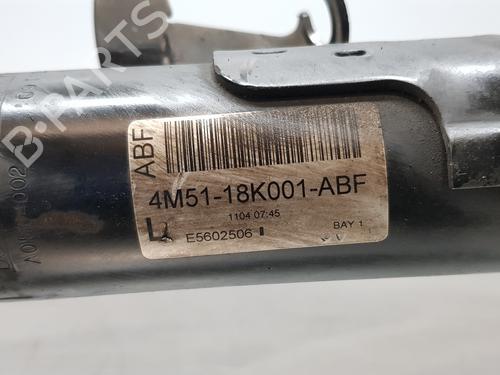 B-PARTS
ABF
4M51-18K001-ABF
L
1104 07:45
E5602506
BAY 1